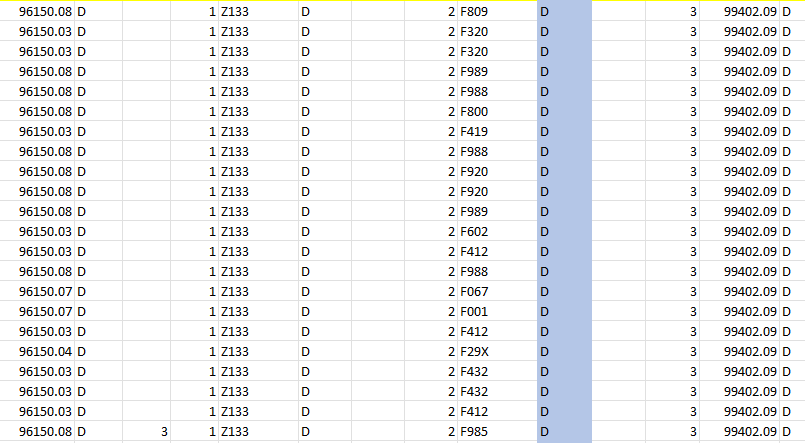 96150.08 D 1 Z133 D 2 F809 D 3 99402.09 D
96150.03 D 1 Z133 D 2 F320 D 3 99402.09 D
96150.03 D 1 Z133 D 2 F320 D 3 99402.09 D
96150.08 D 1 Z133 D 2 F989 D 3 99402.09 D
96150.08 D 1 Z133 D 2 F988 D 3 99402.09 D
96150.08 D 1 Z133 D 2 F800 D 3 99402.09 D
96150.03 D 1 Z133 D 2 F419 D 3 99402.09 D
96150.08 D 1 Z133 D 2 F988 D 3 99402.09 D
96150.08 D 1 Z133 D 2 F920 D 3 99402.09 D
96150.08 D 1 Z133 D 2 F920 D 3 99402.09 D
96150.08 D 1 Z133 D 2 F989 D 3 99402.09 D
96150.03 D 1 Z133 D 2 F602 D 3 99402.09 D
96150.03 D 1 Z133 D 2 F412 D 3 99402.09 D
96150.08 D 1 Z133 D 2 F988 D 3 99402.09 D
96150.07 D 1 Z133 D 2 F067 D 3 99402.09 D
96150.07 D 1 Z133 D 2 F001 D 3 99402.09 D
96150.03 D 1 Z133 D 2 F412 D 3 99402.09 D
96150.04 D 1 Z133 D 2 F29X D 3 99402.09 D
96150.03 D 1 Z133 D 2 F432 D 3 99402.09 D
96150.03 D 1 Z133 D 2 F432 D 3 99402.09 D
96150.03 D 1 Z133 D 2 F412 D 3 99402.09 D
96150.08 D 3 1 Z133 D 2 F985 D 3 99402.09 D